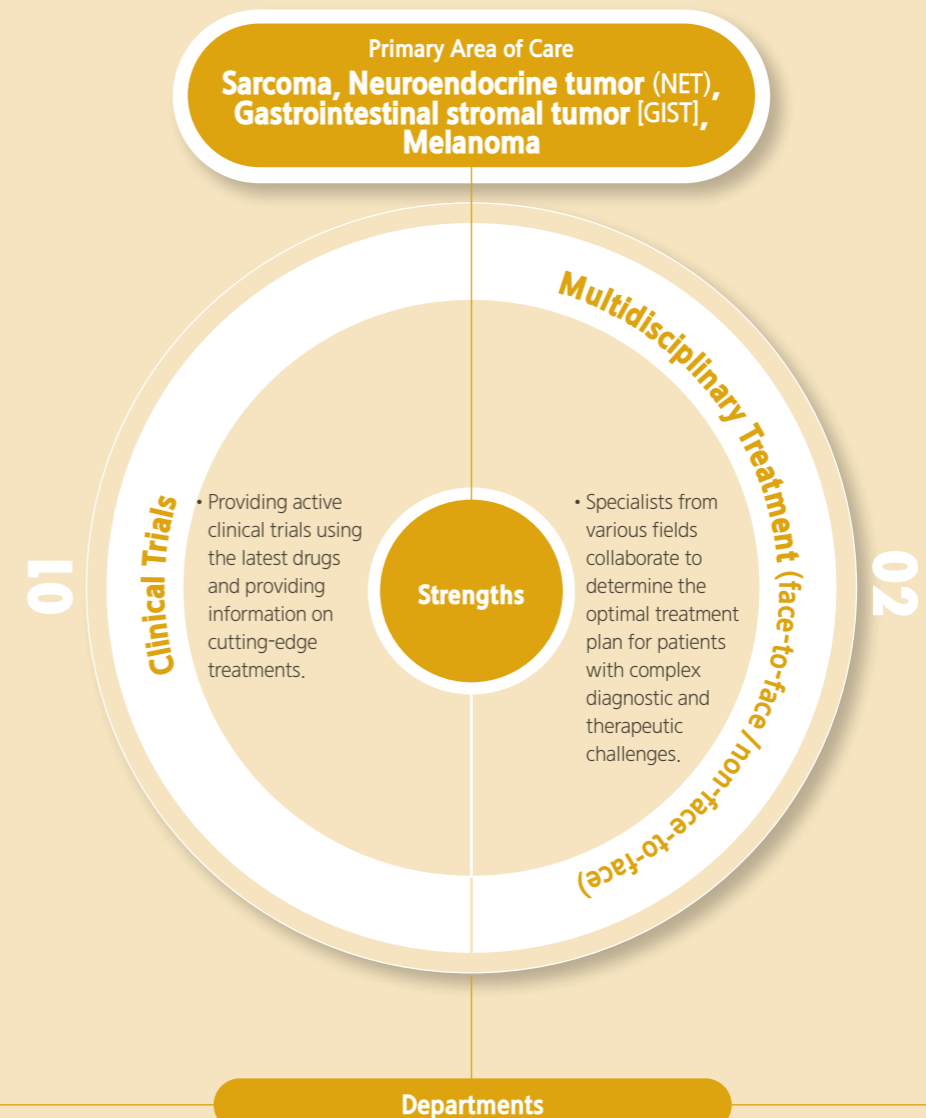 Primary Area of Care
Sarcoma, Neuroendocrine tumor (NET),
Gastrointestinal stromal tumor [GIST],
Melanoma
01
Clinical Trials
• Providing active
clinical trials using
the latest drugs
and providing
information on
cutting-edge
treatments.
Strengths
02
Multidisciplinary Treatment (face-to-face/non-face-to-face)
• Specialists from
various fields
collaborate to
determine the
optimal treatment
plan for patients
with complex
diagnostic and
therapeutic
challenges.
Departments